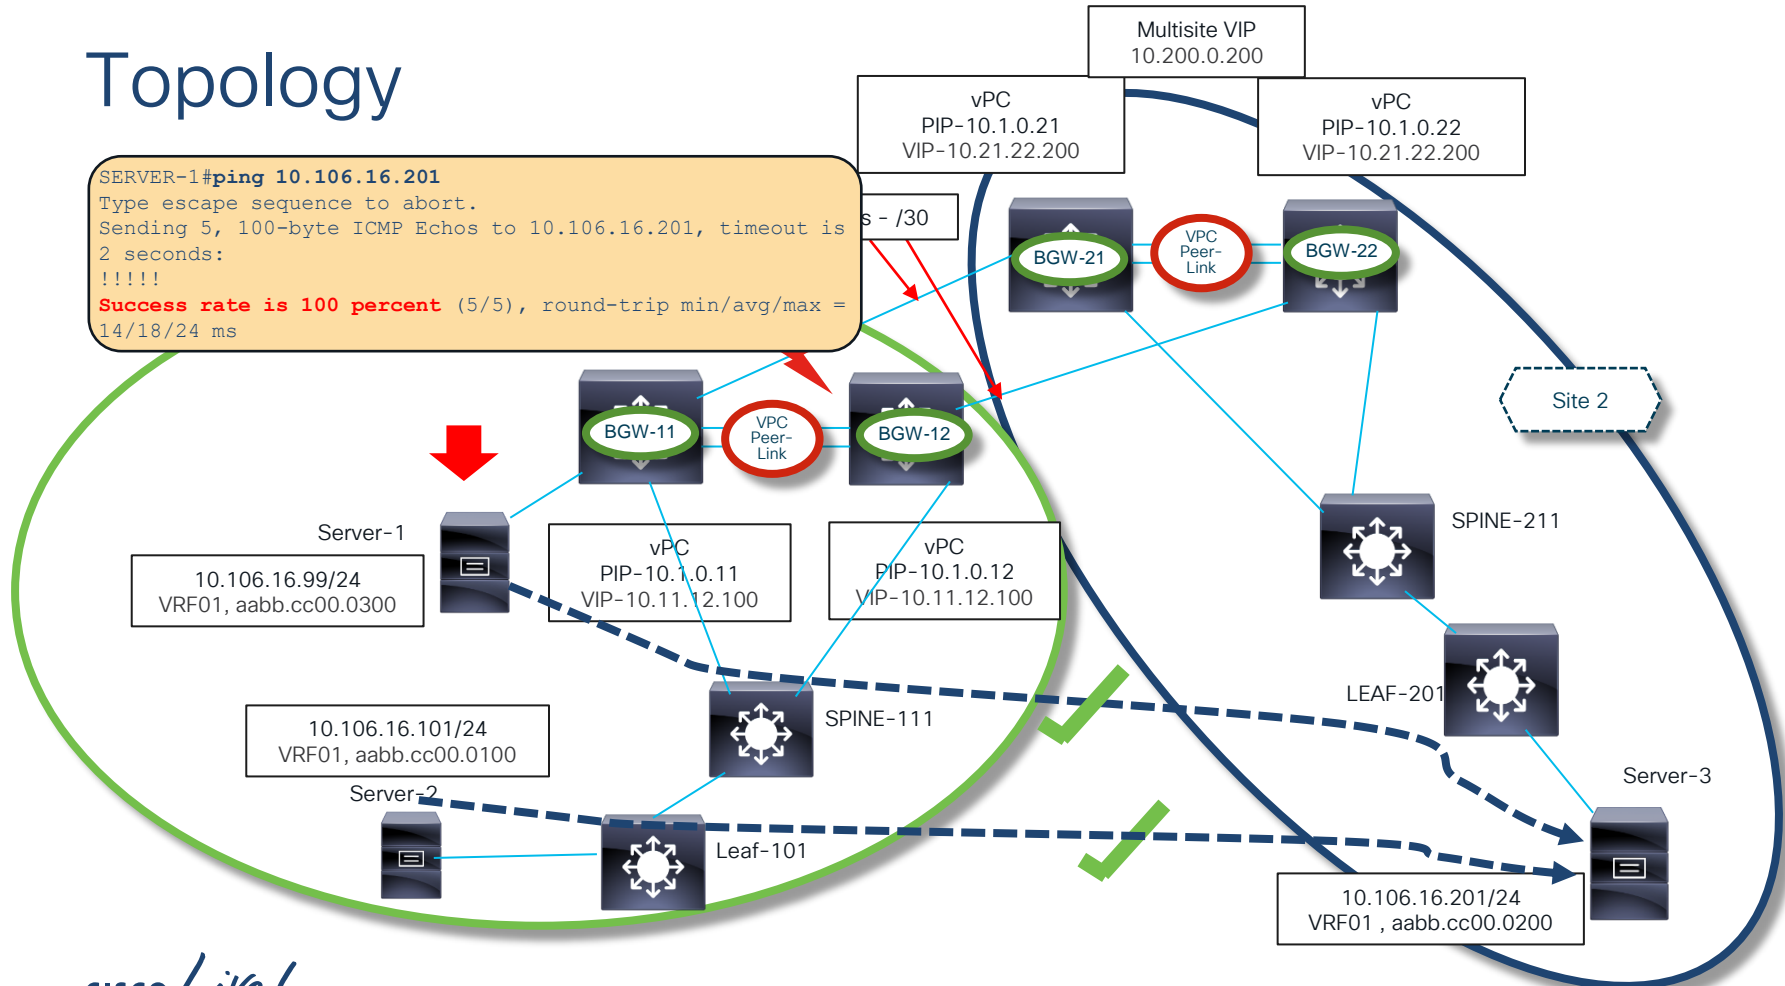 Topology
Multisite VIP
10.200.0.200
vPC
PIP-10.1.0.21
VIP-10.21.22.200
vPC
PIP-10.1.0.22
VIP-10.21.22.200
SERVER-1#ping 10.106.16.201
Type escape sequence to abort.
Sending 5, 100-byte ICMP Echos to 10.106.16.201, timeout is
2 seconds:
!!!!!
Success rate is 100 percent (5/5), round-trip min/avg/max =
14/18/24 ms
s - /30
BGW-21
VPC
Peer-
Link
BGW-22
Site 2
BGW-11
VPC
Peer-
Link
BGW-12
Server-1
10.106.16.99/24
VRF01, aabb.cc00.0300
vPC
PIP-10.1.0.11
VIP-10.11.12.100
vPC
PIP-10.1.0.12
VIP-10.11.12.100
SPINE-211
LEAF-201
SPINE-111
10.106.16.101/24
VRF01, aabb.cc00.0100
Server-2
Leaf-101
Server-3
10.106.16.201/24
VRF01 , aabb.cc00.0200
cisco Live!